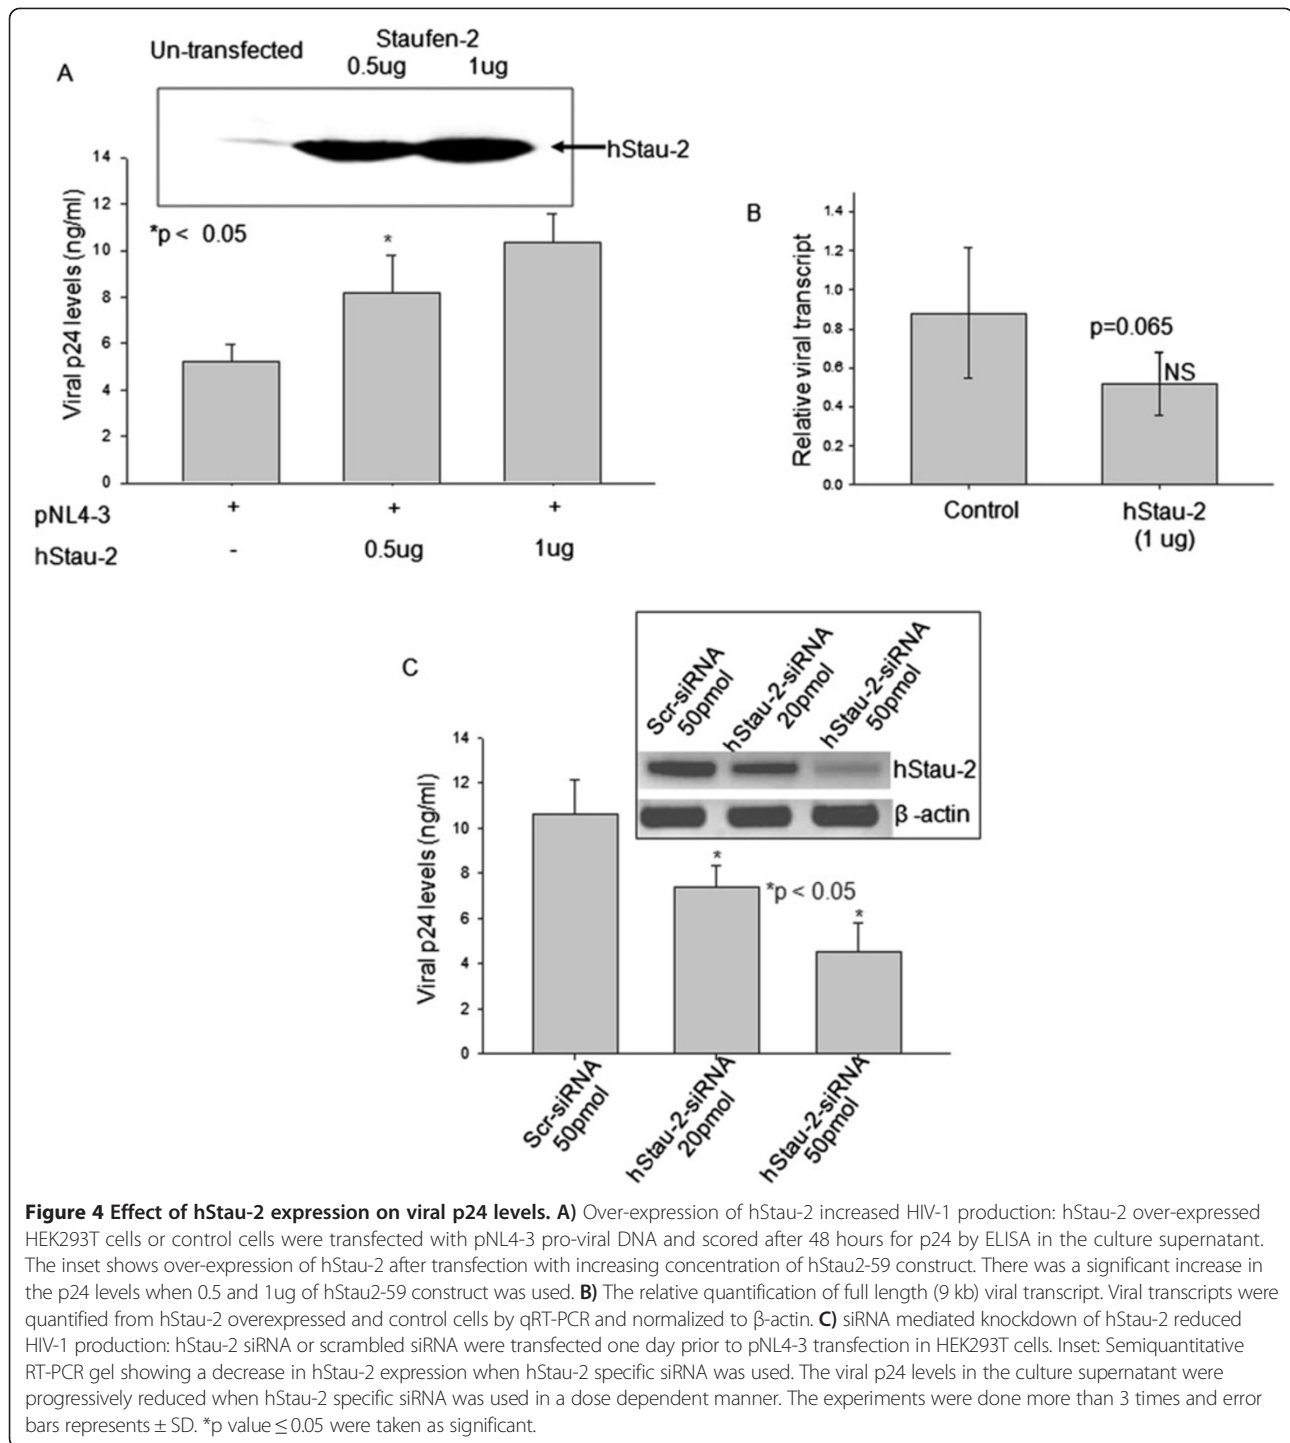 A
Un-transfected
Staufen-2
0.5ug 1ug
hStau-2
*p < 0.05
*
Viral p24 levels (ng/ml)
14
12
10
8
6
4
2
0
pNL4-3 + + +
hStau-2 - 0.5ug 1ug
B
Relative viral transcript
1.4
1.2
1.0
0.8
0.6
0.4
0.2
0.0
p=0.065
NS
Control
hStau-2
(1 ug)
C
Scr-siRNA
50pmol
hStau-2-siRNA
20pmol
hStau-2-siRNA
50pmol
hStau-2
β -actin
Viral p24 levels (ng/ml)
14
12
10
8
6
4
2
0
*
*p < 0.05
*
Scr-siRNA
50pmol
hStau-2-siRNA
20pmol
hStau-2-siRNA
50pmol
Figure 4 Effect of hStau-2 expression on viral p24 levels. A) Over-expression of hStau-2 increased HIV-1 production: hStau-2 over-expressed
HEK293T cells or control cells were transfected with pNL4-3 pro-viral DNA and scored after 48 hours for p24 by ELISA in the culture supernatant.
The inset shows over-expression of hStau-2 after transfection with increasing concentration of hStau2-59 construct. There was a significant increase in
the p24 levels when 0.5 and 1ug of hStau2-59 construct was used. B) The relative quantification of full length (9 kb) viral transcript. Viral transcripts were
quantified from hStau-2 overexpressed and control cells by qRT-PCR and normalized to β-actin. C) siRNA mediated knockdown of hStau-2 reduced
HIV-1 production: hStau-2 siRNA or scrambled siRNA were transfected one day prior to pNL4-3 transfection in HEK293T cells. Inset: Semiquantitative
RT-PCR gel showing a decrease in hStau-2 expression when hStau-2 specific siRNA was used. The viral p24 levels in the culture supernatant were
progressively reduced when hStau-2 specific siRNA was used in a dose dependent manner. The experiments were done more than 3 times and error
bars represents ± SD. *p value ≤ 0.05 were taken as significant.